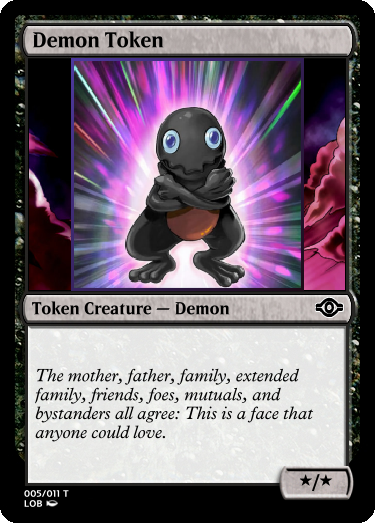 Demon Token
Token Creature — Demon
The mother, father, family, extended
family, friends, foes, mutuals, and
bystanders all agree: This is a face that
anyone could love.
★/★
005/011 T
LOB